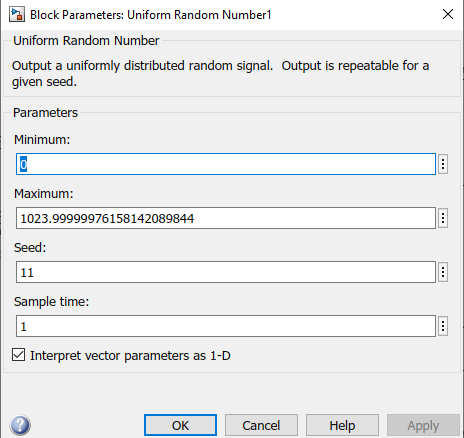 Block Parameters: Uniform Random Number1
Uniform Random Number
Output a uniformly distributed random signal.  Output is repeatable for a
given seed.
Parameters
Minimum:
0
Maximum:
1023.99999976158142089844
Seed:
11
Sample time:
1
Interpret vector parameters as 1-D
OK Cancel Help Apply